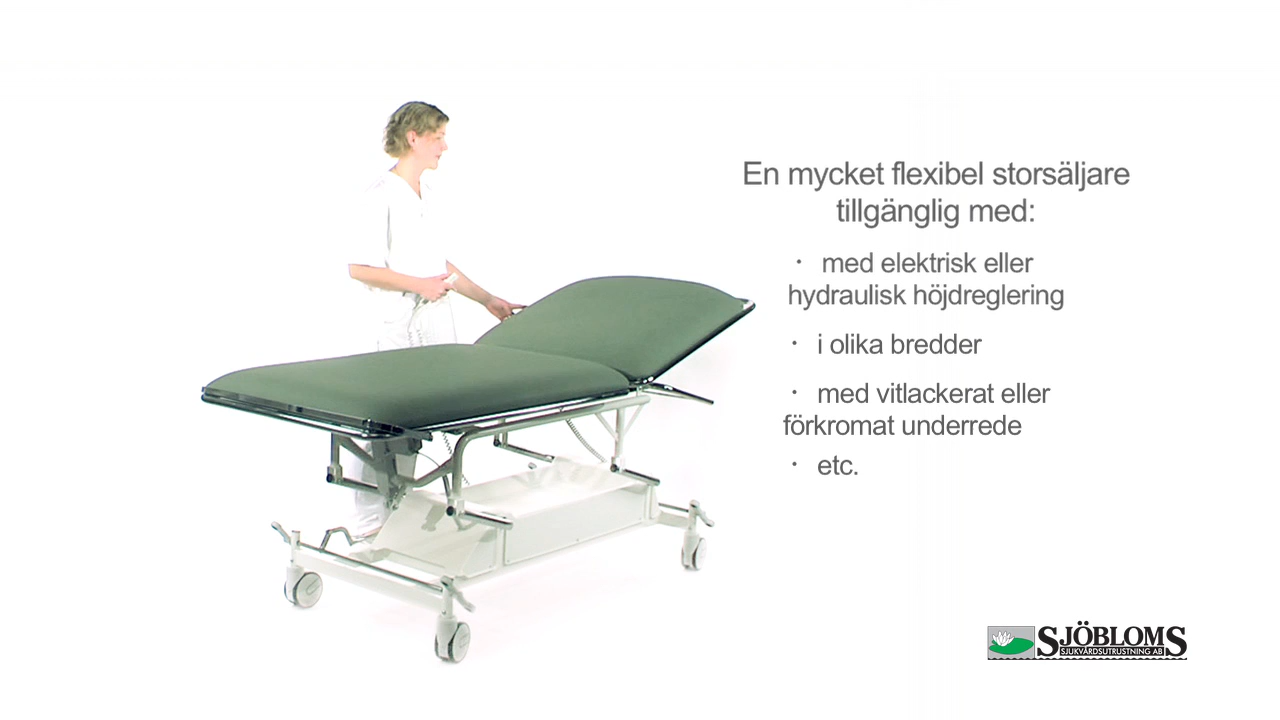 En mycket flexibel storsäljare
tillgänglig med:
· med elektrisk eller
hydraulisk höjdreglering
· i olika bredder
· med vitlackerat eller
förkromat underrede
· etc.
SJÖBLOMS
SJUKVÅRDSUTRUSTNING AB